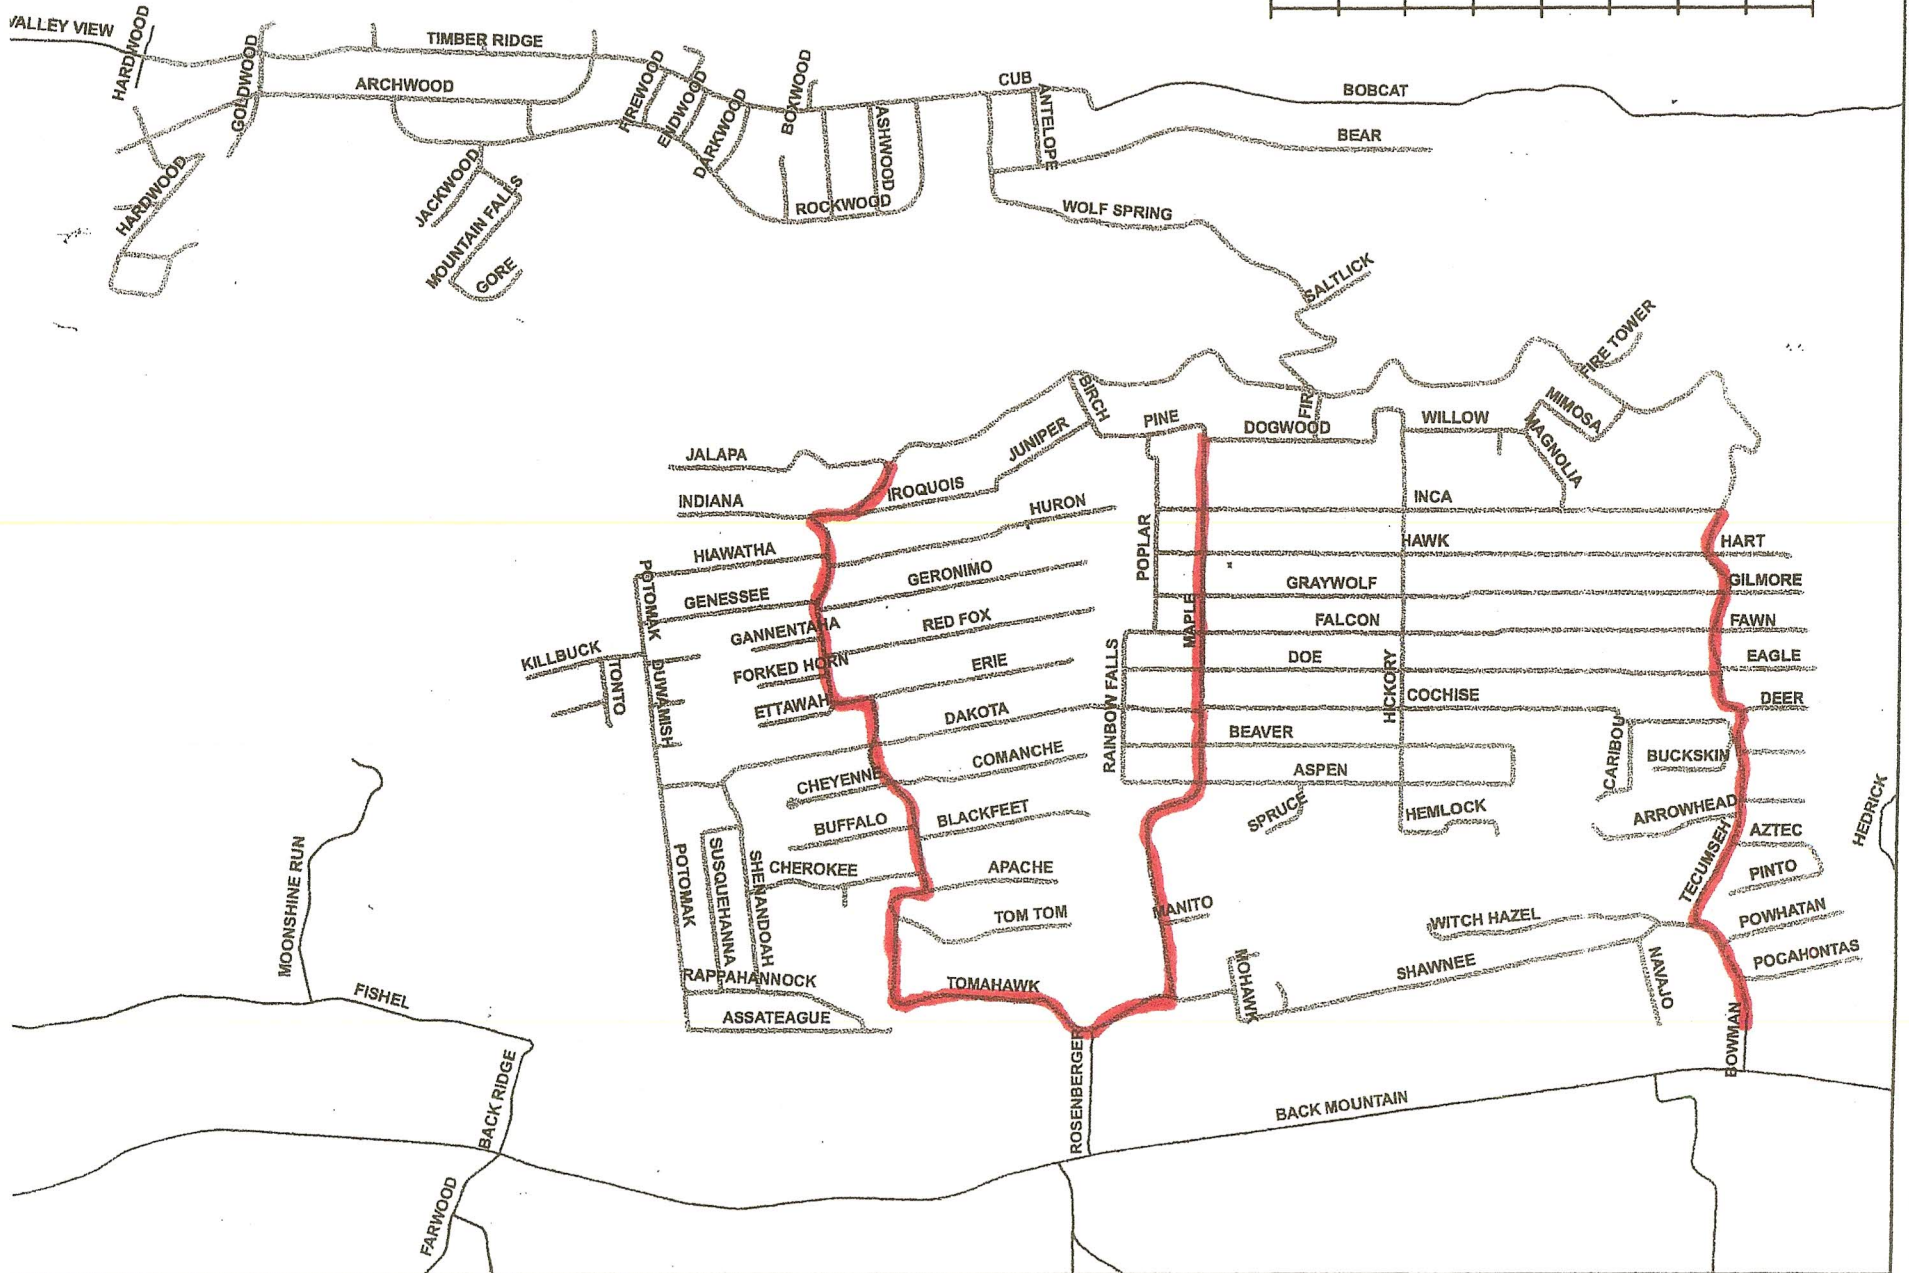 VALLEY VIEW
HARDWOOD
GOLDWOOD
TIMBER RIDGE
ARCHWOOD
FIREWOOD
ENDWOOD
DARKWOOD
BOXWOOD
ASHWOOD
CUB
ANTELOPE
BOBCAT
BEAR
HARDWOOD
JACKWOOD
MOUNTAIN FALLS
GORE
ROCKWOOD
WOLF SPRING
SALTLICK
FIRE TOWER
BIRCH
PINE
FIR
DOGWOOD
WILLOW
MIMOSA
MAGNOLIA
JALAPA
JUNIPER
INDIANA
IROQUOIS
HURON
INCA
HIAWATHA
POPLAR
HAWK
HART
POTOMAK
GENESSEE
GERONIMO
GRAYWOLF
GILMORE
GANNENTAHA
RED FOX
MAPLE
FALCON
FAWN
KILLBUCK
TONTO
DUWAMISH
FORKED HORN
ERIE
RAINBOW FALLS
DOE
HICKORY
EAGLE
ETTAWAH
DAKOTA
COCHISE
DEER
BEAVER
CARIBOU
BUCKSKIN
CHEYENNE
COMANCHE
ASPEN
SPRUCE
HEMLOCK
ARROWHEAD
HEDRICK
BUFFALO
BLACKFEET
TECUMSEH
AZTEC
MOONSHINE RUN
POTOMAK
SUSQUEHANNA
SHENANDOAH
CHEROKEE
APACHE
PINTO
TOM TOM
MANITO
WITCH HAZEL
POWHATAN
RAPPAHANNOCK
TOMAHAWK
MOHAWK
SHAWNEE
NAVAJO
POCAHONTAS
FISHEL
ASSATEAGUE
BOWMAN
BACK RIDGE
ROSENBERGER
BACK MOUNTAIN
FARWOOD